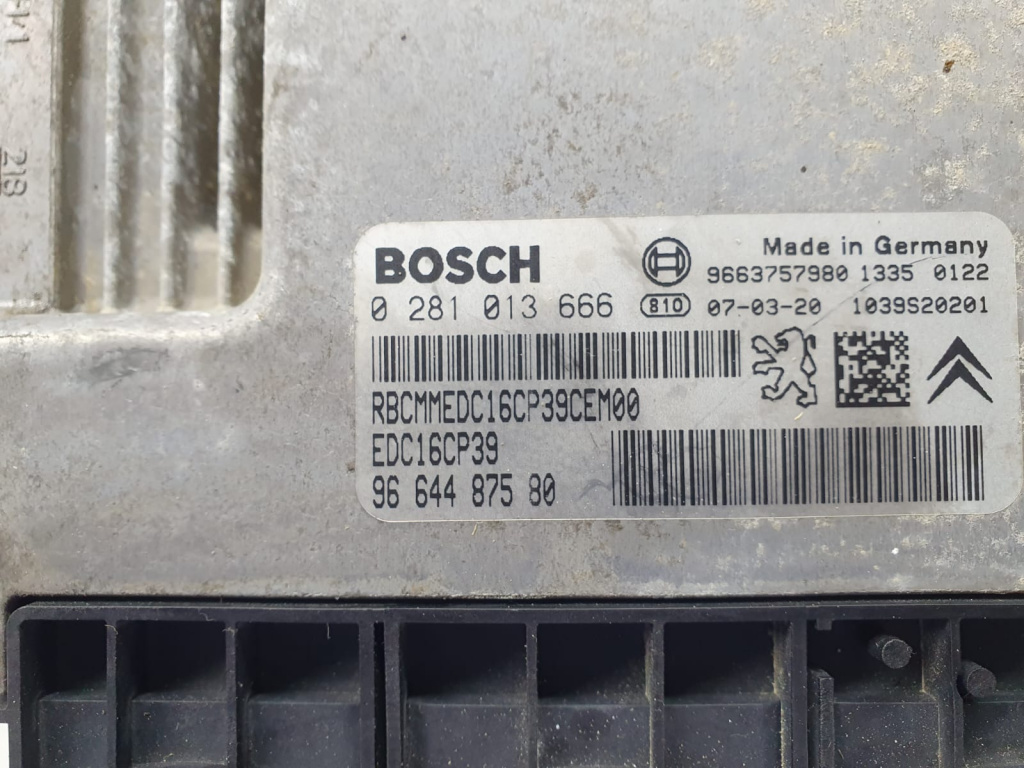 218
BOSCH
Made in Germany
9663757980 1335 0122
0 281 013 666
810
07-03-20
1039S20201
RBCMMEDC16CP39CEM00
EDC16CP39
96 644 875 80